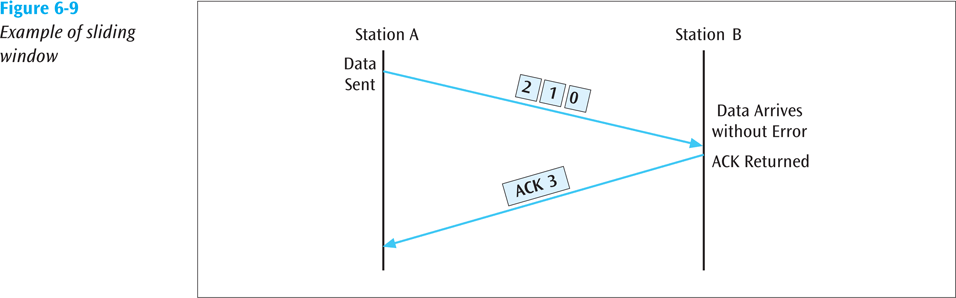 Figure 6-9
Example of sliding
window
Station A
Station B
Data
Sent
2 1 0
Data Arrives
without Error
ACK Returned
ACK 3